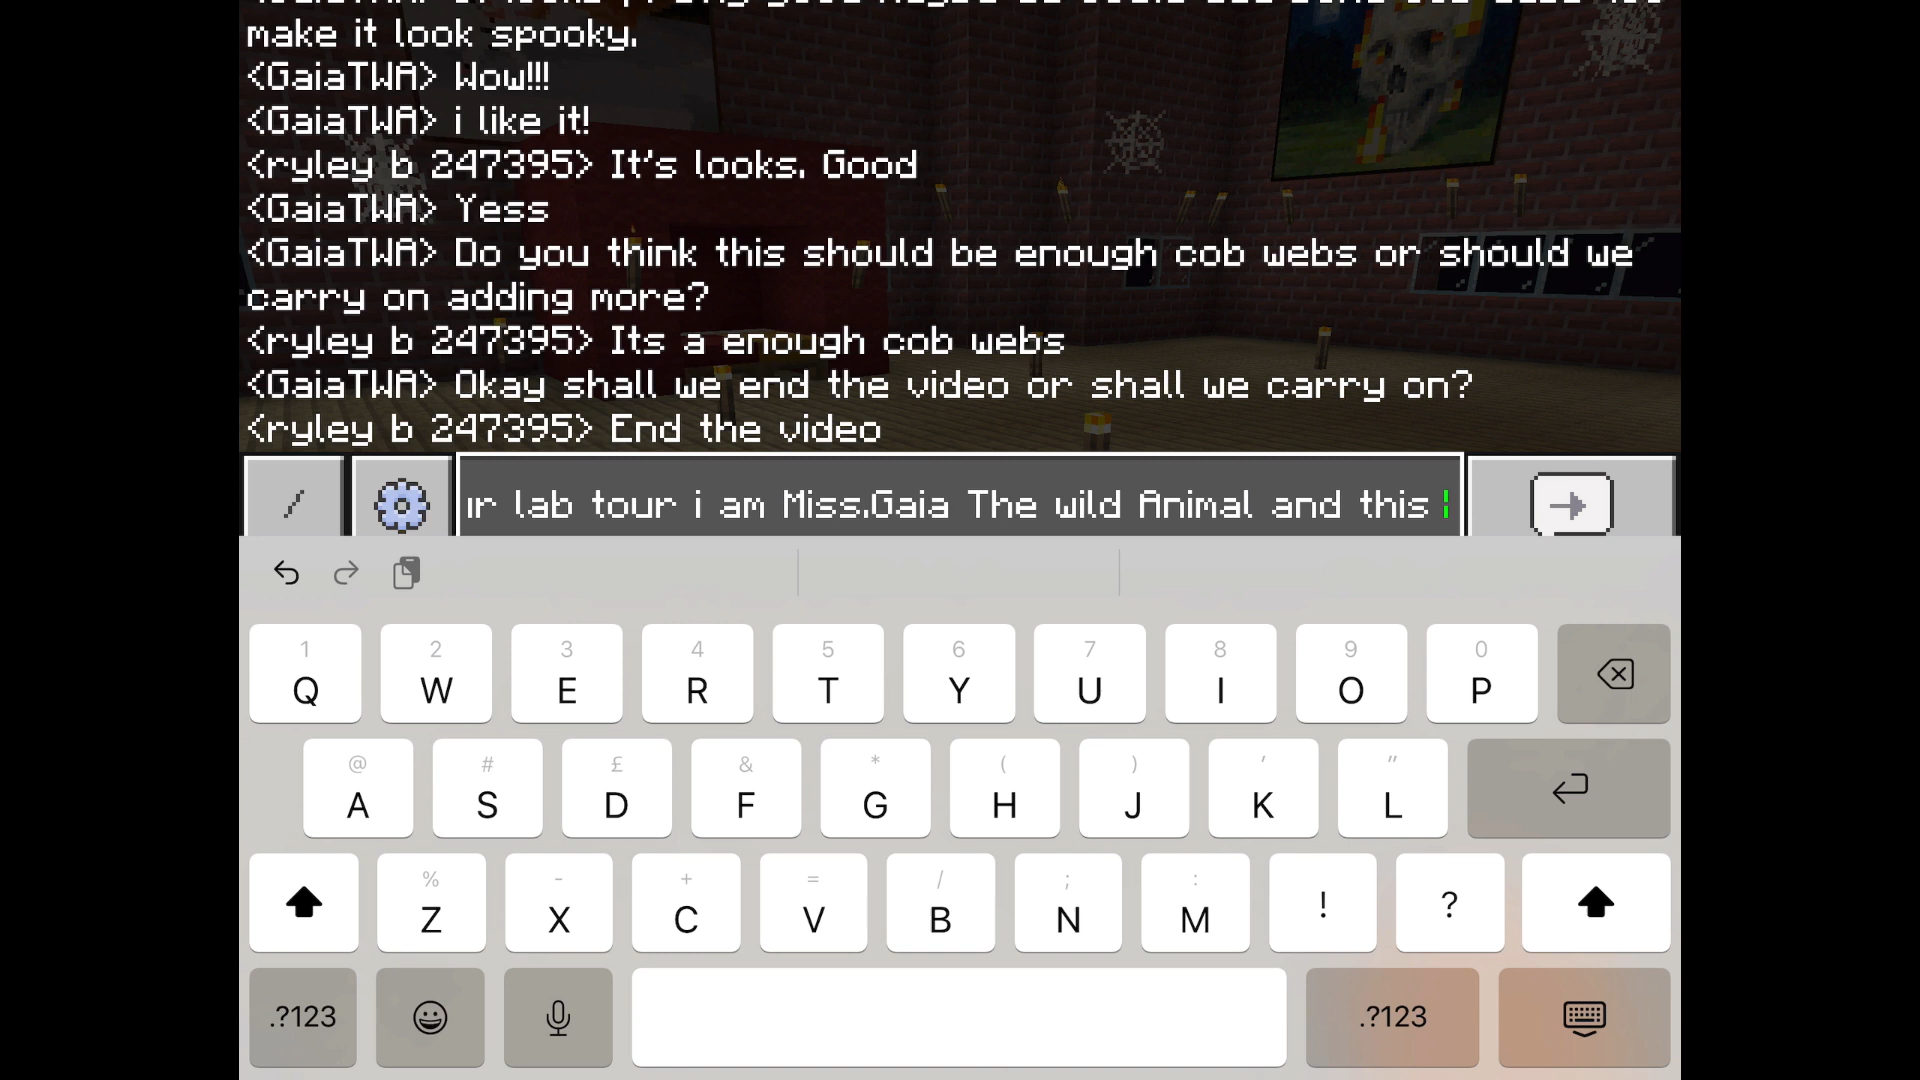 make it look spooky.
<GaiaTWA> Wow!!!
<GaiaTWA> i like it!
<ryley b 247395> It's looks. Good
<GaiaTWA> Yess
<GaiaTWA> Do you think this should be enough cob webs or should we
carry on adding more?
<ryley b 247395> Its a enough cob webs
<GaiaTWA> Okay shall we end the video or shall we carry on?
<ryley b 247395> End the video
/ ur lab tour i am Miss.Gaia The wild Animal and this
1 2 3 4 5 6 7 8 9 0
Q W E R T Y U I O P
@ # £ & * ( ) ' "
A S D F G H J K L
% - + = / ; :
Z X C V B N M ! ?
.?123 .?123